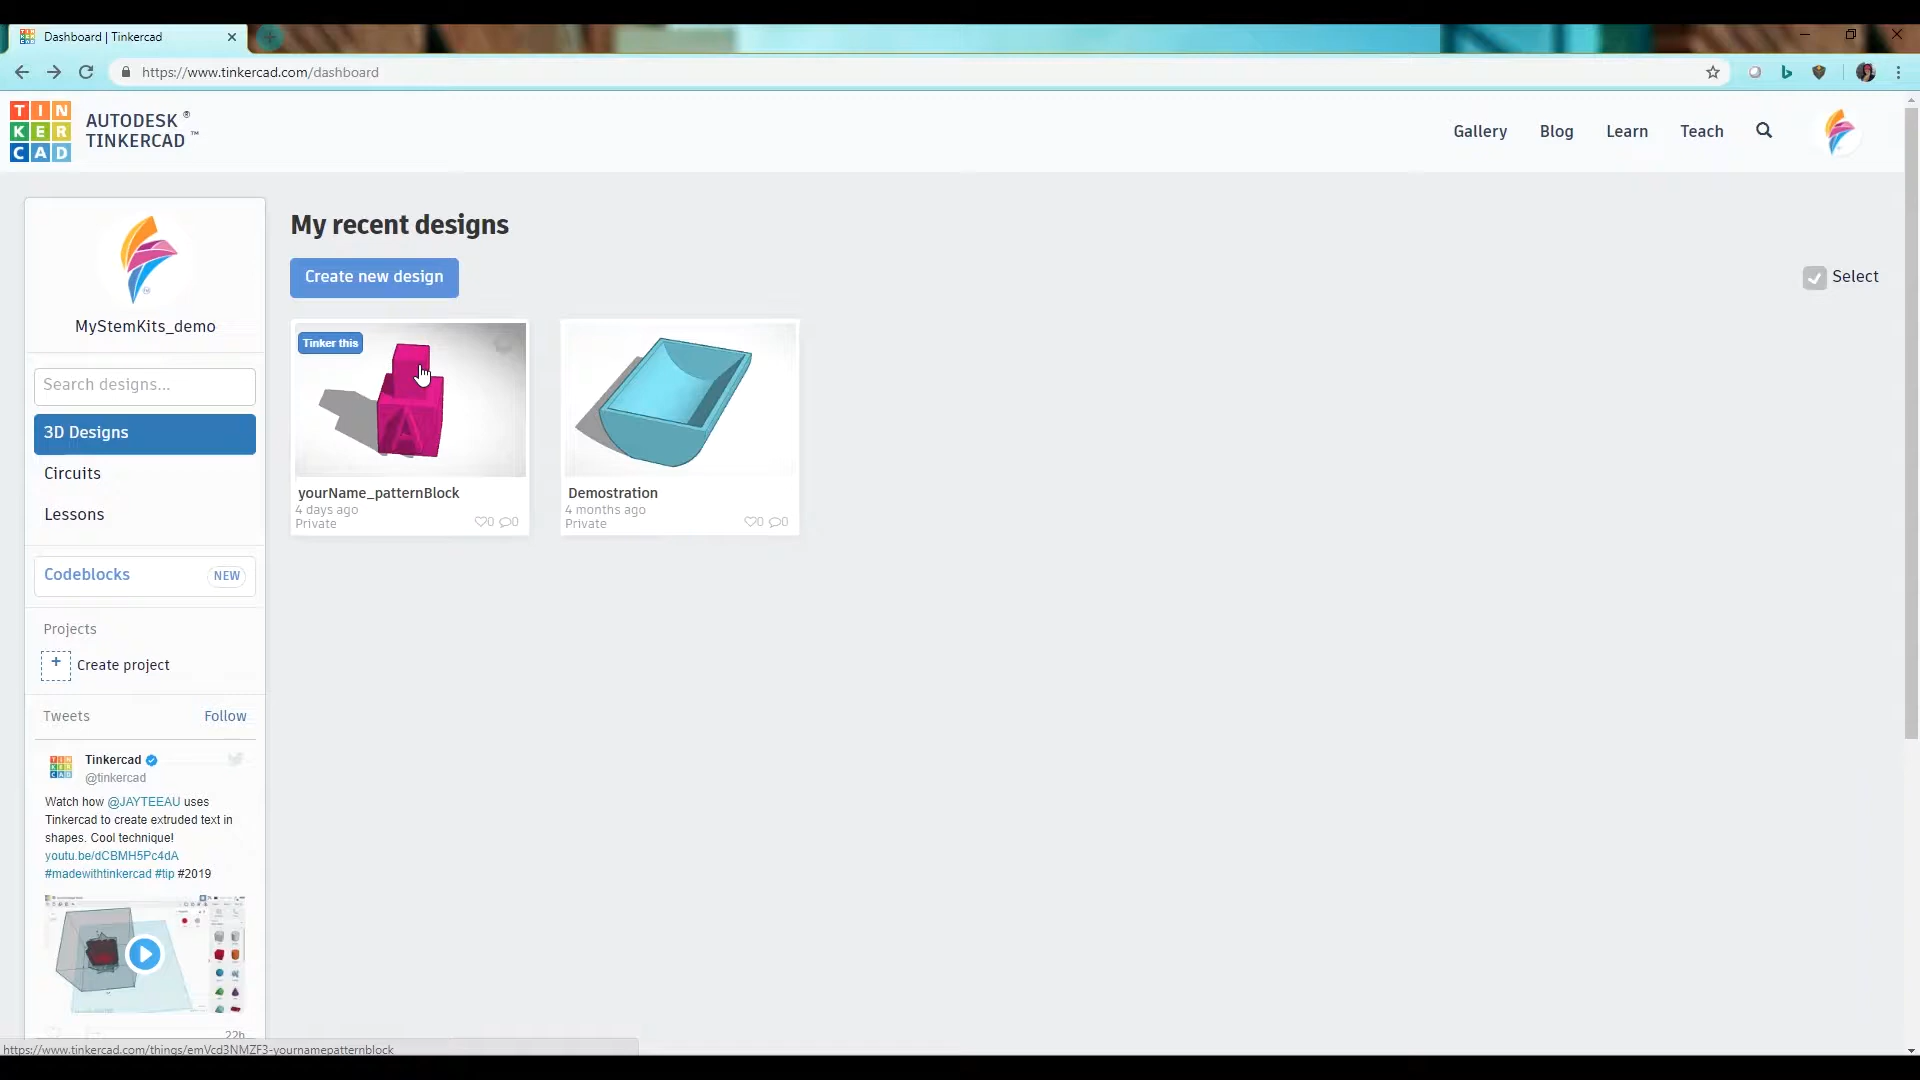 Dashboard | Tinkercad
https://www.tinkercad.com/dashboard
TIN
KER
CAD
AUTODESK ®
TINKERCAD ™
Gallery
Blog
Learn
Teach
MyStemKits_demo
Search designs...
3D Designs
Circuits
Lessons
Codeblocks
NEW
Projects
+ Create project
Tweets
Follow
Tinkercad
@tinkercad
Watch how @JAYTEEAU uses
Tinkercad to create extruded text in
shapes. Cool technique!
youtu.be/dCBMH5Pc4dA
#madewithtinkercad #tip #2019
22h
My recent designs
Create new design
Select
Tinker this
A
yourName_patternBlock
4 days ago
Private
0
0
Demostration
4 months ago
Private
0
0
https://www.tinkercad.com/things/emVcd3NMZF3-yournamepatternblock